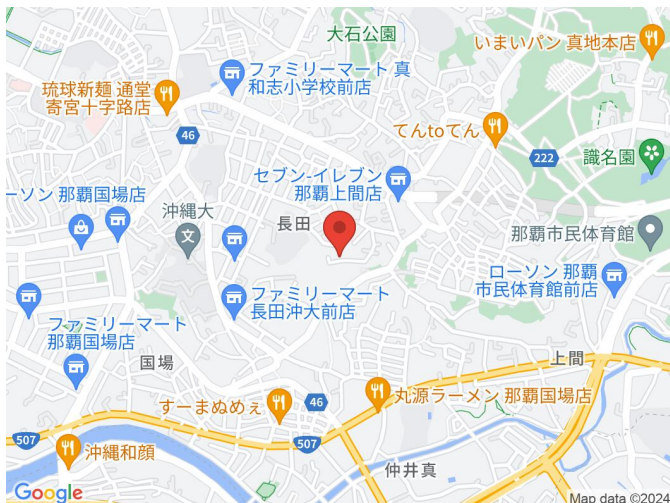 大石公園
いまいパン 真地本店
琉球新麺 通堂
寄宮十字路店
ファミリーマート 真
和志小学校前店
46
てんtoてん
222
識名園
セブン-イレブン
那覇上間店
ーソン 那覇国場店
沖縄大
文
長田
那覇市民体育館
ローソン 那覇
市民体育館前店
ファミリーマート
長田沖大前店
ファミリーマート
那覇国場店
国場
上間
すーまぬめぇ
46
丸源ラーメン 那覇国場店
507
507
沖縄和顔
仲井真
Google
Map data ©2024